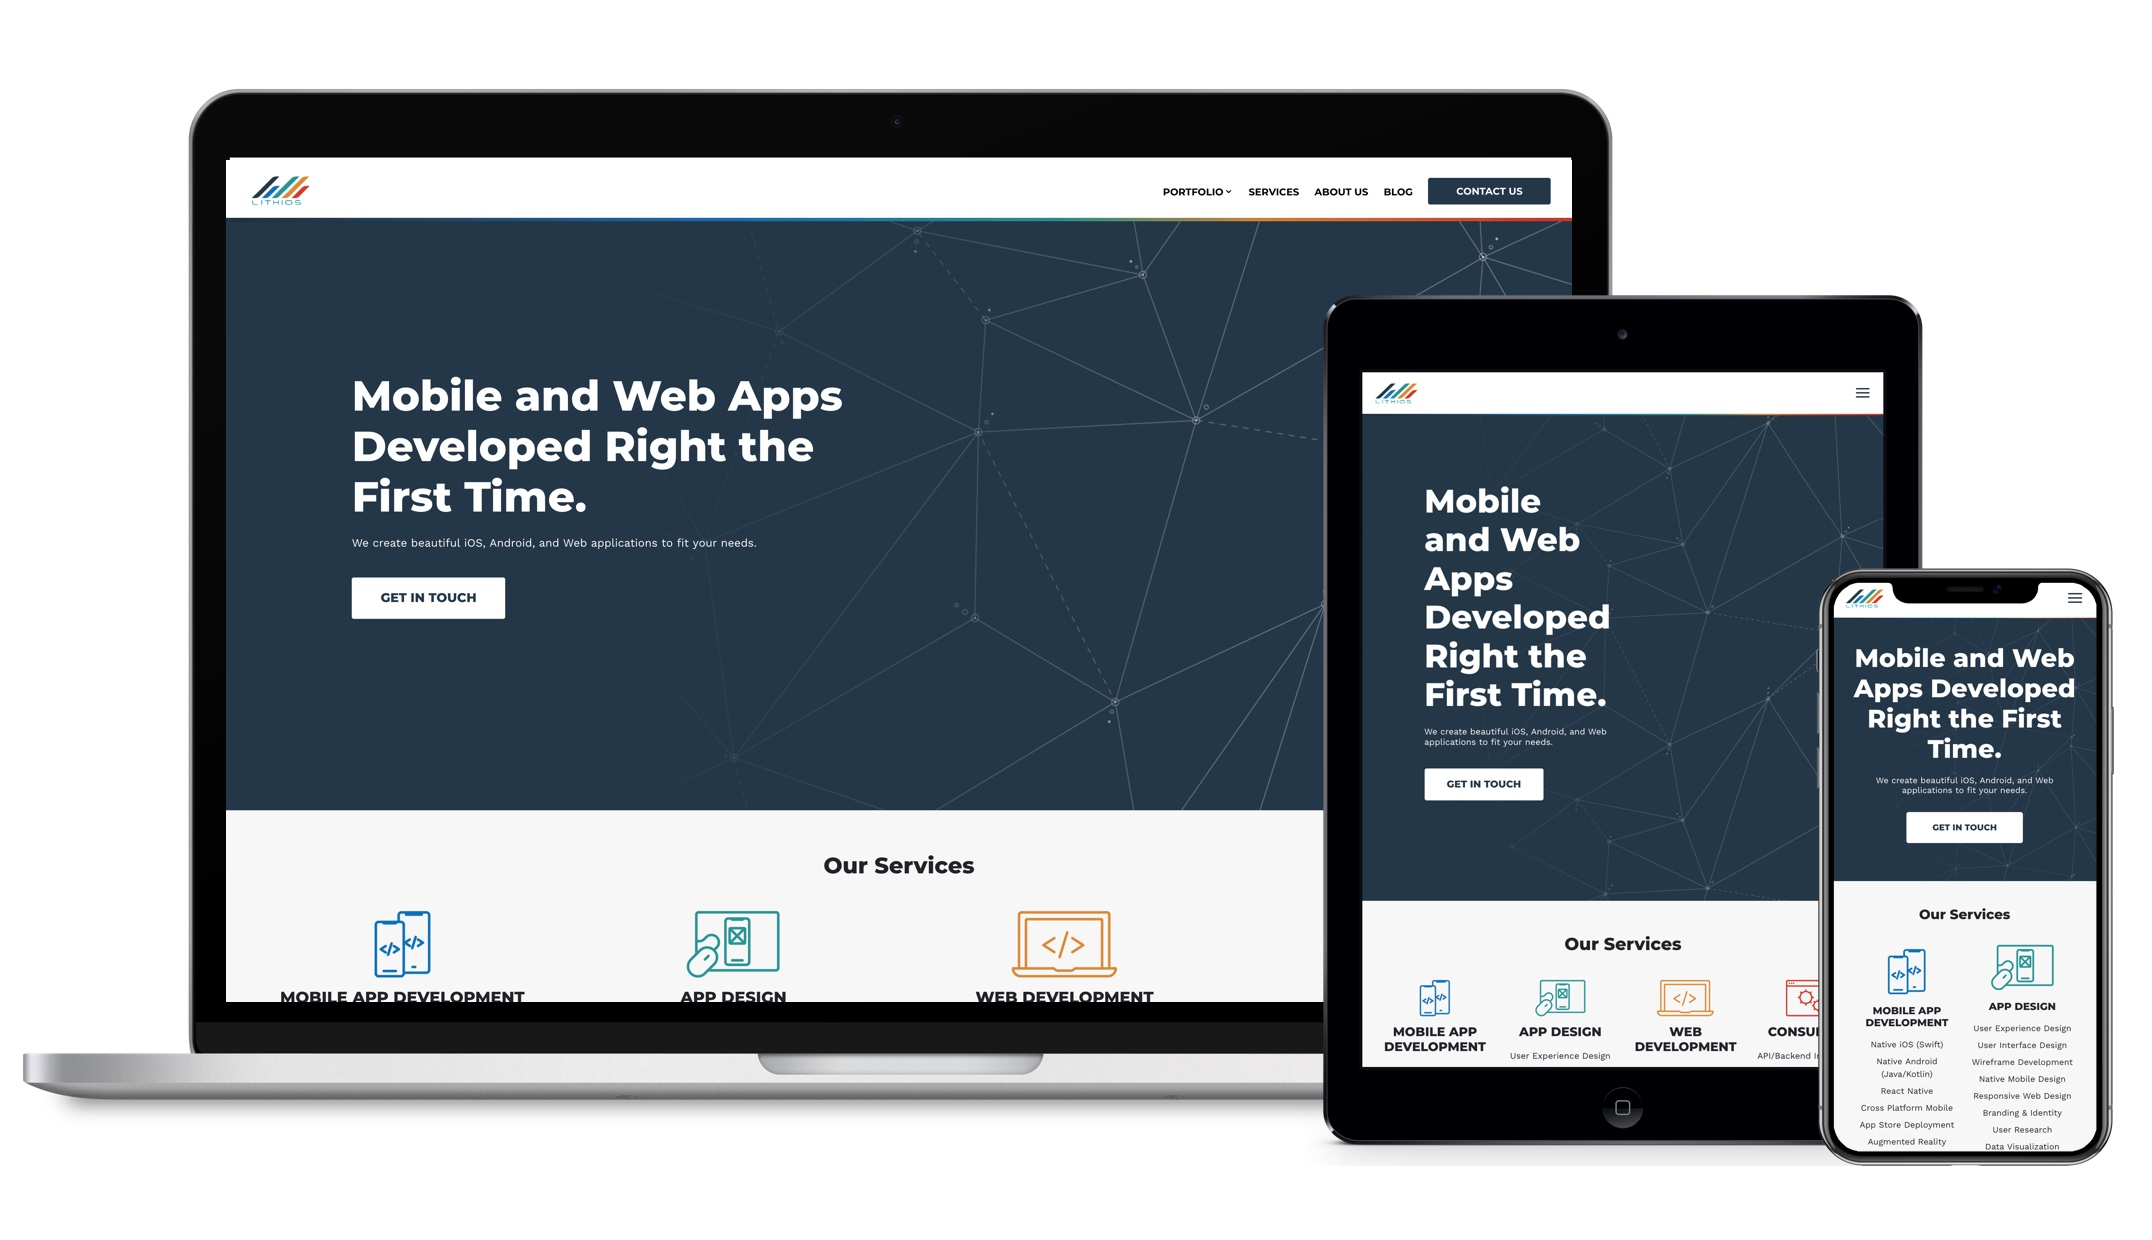 LITHIOS
PORTFOLIO SERVICES ABOUT US BLOG CONTACT US
Mobile and Web Apps
Developed Right the
First Time.
We create beautiful iOS, Android, and Web applications to fit your needs.
GET IN TOUCH
Our Services
</>
</>
</>
MOBILE APP DEVELOPMENT
APP DESIGN
WEB DEVELOPMENT
LITHIOS
Mobile
and Web
Apps
Developed
Right the
First Time.
We create beautiful iOS, Android, and Web
applications to fit your needs.
GET IN TOUCH
Our Services
</>
</>
</>
MOBILE APP
DEVELOPMENT
APP DESIGN
User Experience Design
WEB
DEVELOPMENT
CONSU
API/Backend I
LITHIOS
Mobile and Web
Apps Developed
Right the First
Time.
We create beautiful iOS, Android, and Web
applications to fit your needs.
GET IN TOUCH
Our Services
</>
</>
MOBILE APP
DEVELOPMENT
Native iOS (Swift)
Native Android
(Java/Kotlin)
React Native
Cross Platform Mobile
App Store Deployment
Augmented Reality
APP DESIGN
User Experience Design
User Interface Design
Wireframe Development
Native Mobile Design
Responsive Web Design
Branding & Identity
User Research
Data Visualization